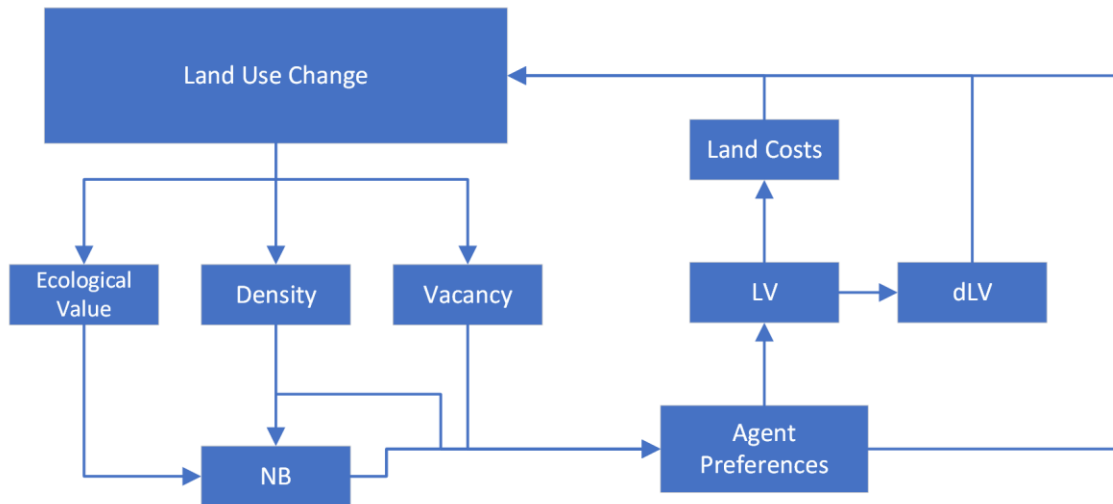 Land Use Change
Land Costs
Ecological
Value
Density
Vacancy
LV
dLV
NB
Agent
Preferences